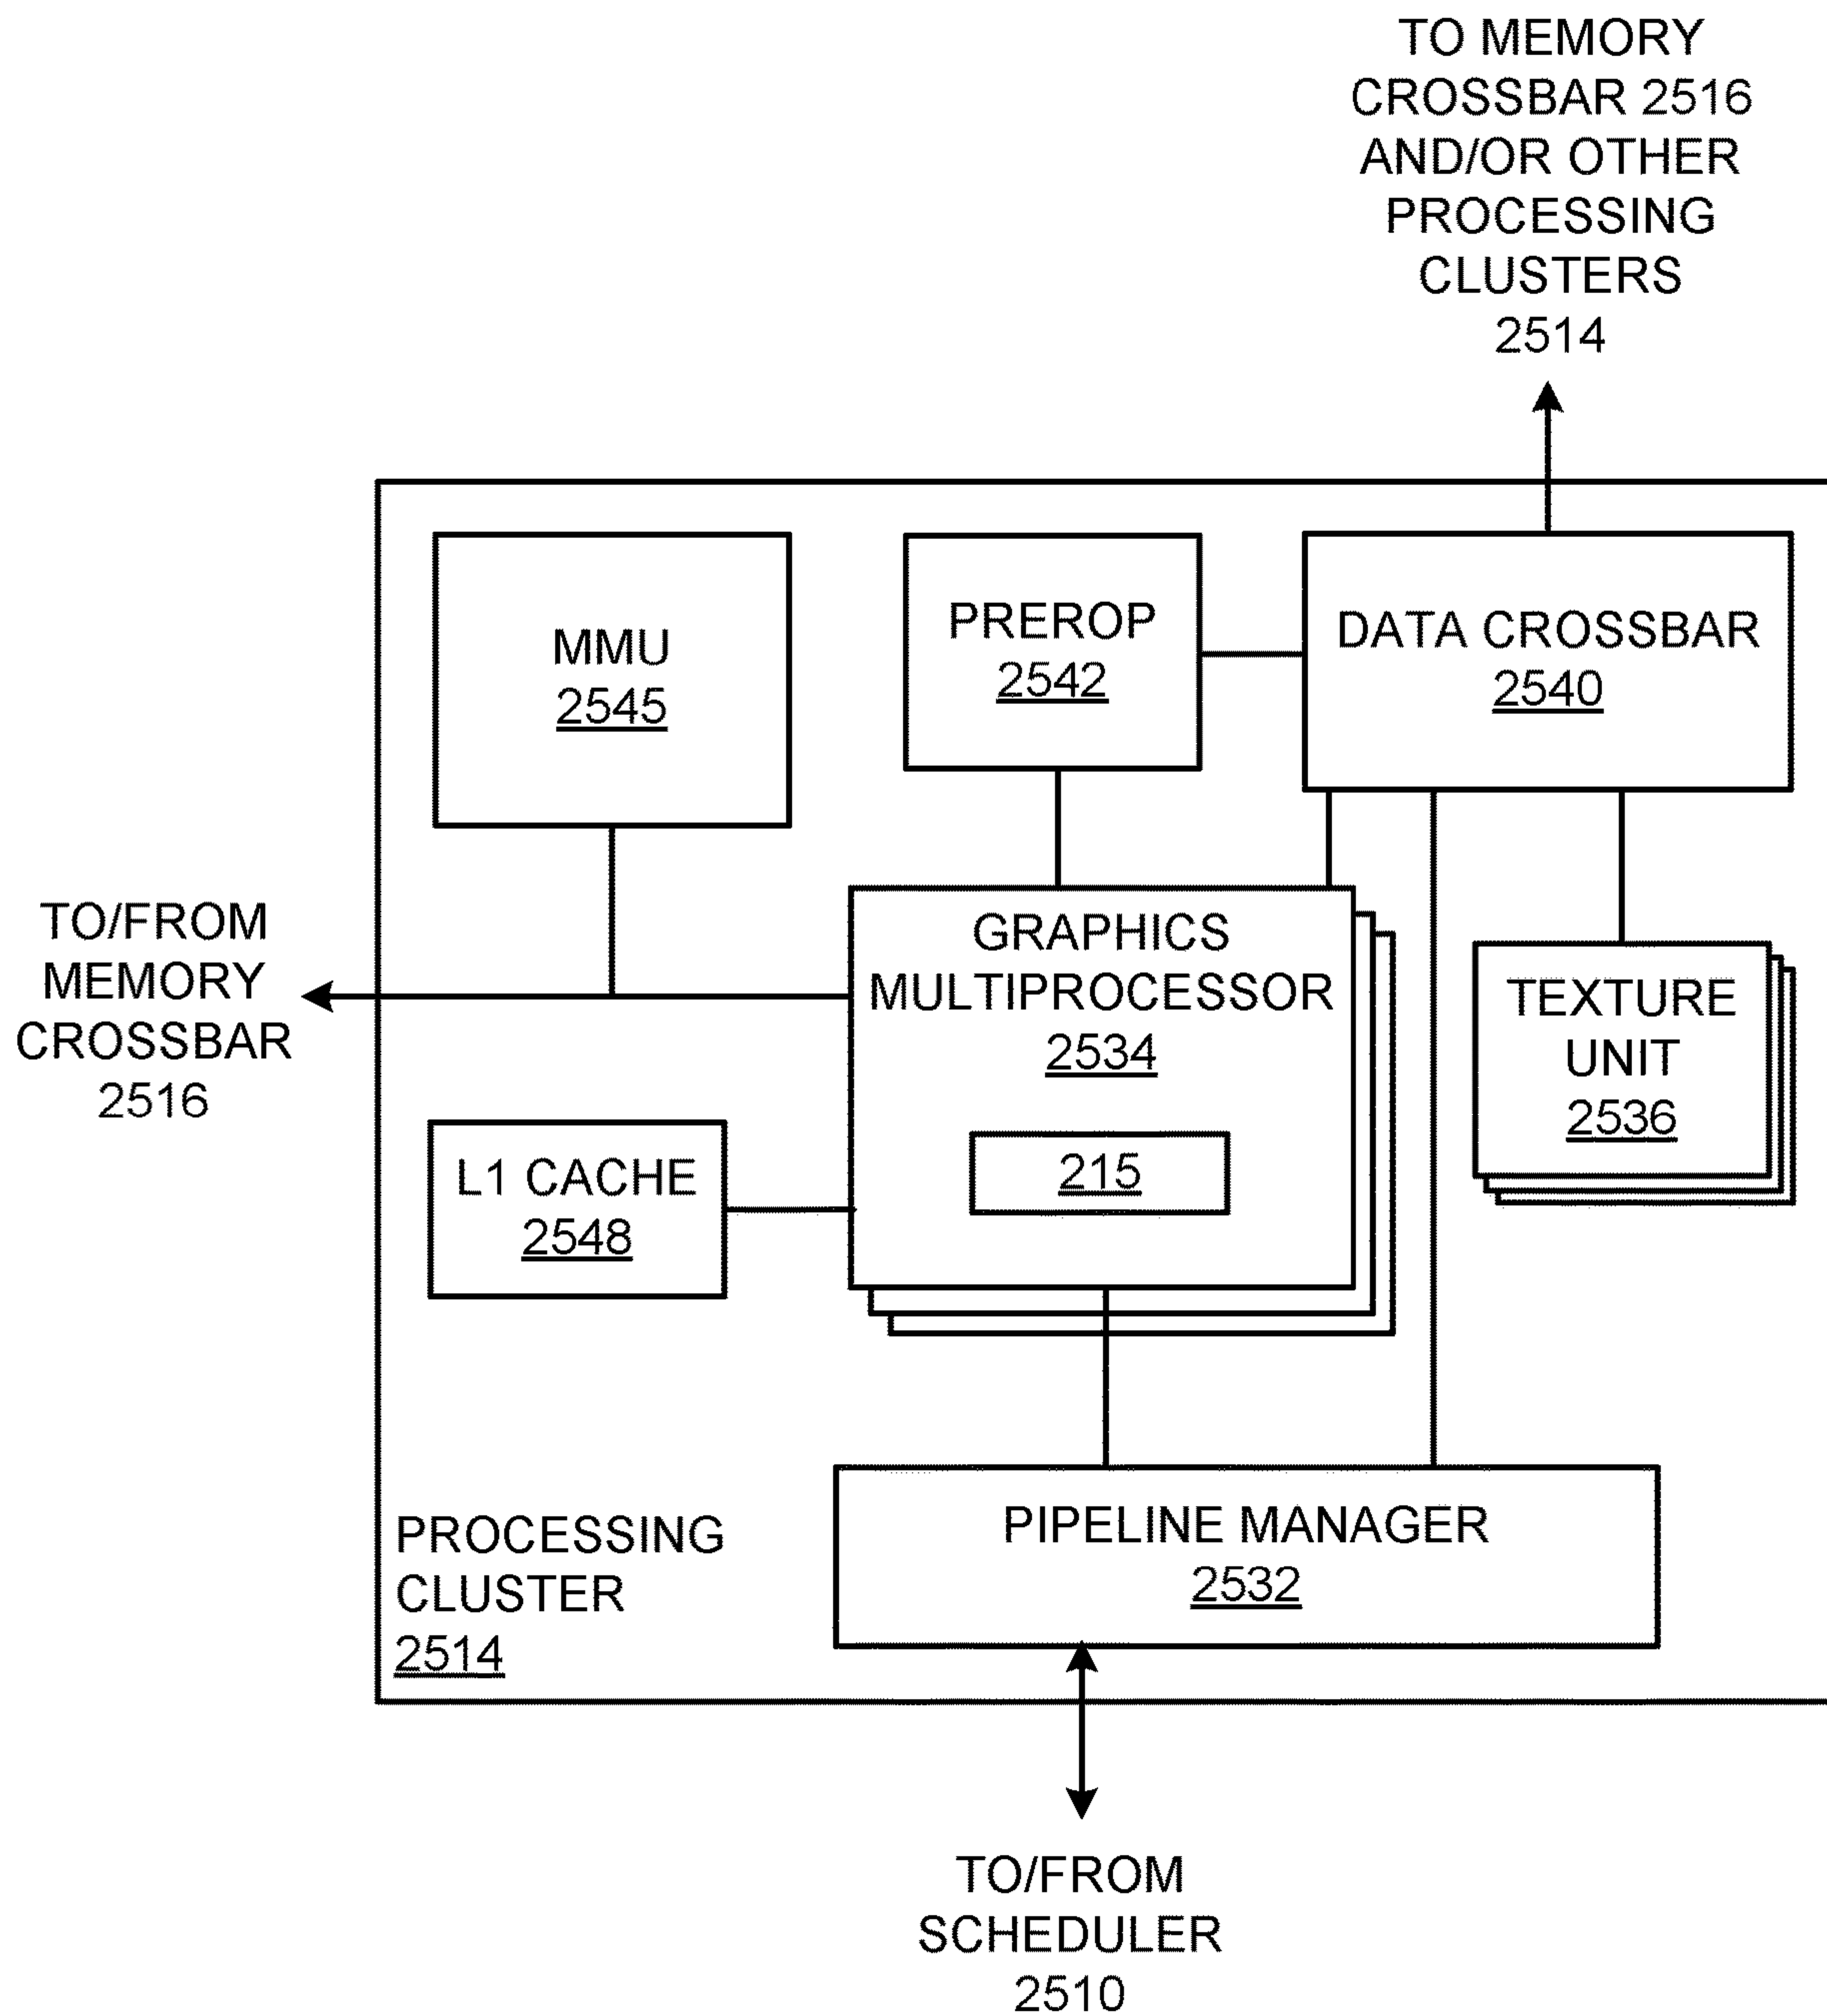 TO MEMORY
CROSSBAR 2516
AND/OR OTHER
PROCESSING
CLUSTERS
2514
MMU
2545
PREROP
2542
DATA CROSSBAR
2540
TO/FROM
MEMORY
CROSSBAR
2516
GRAPHICS
MULTIPROCESSOR
2534
215
TEXTURE
UNIT
2536
L1 CACHE
2548
PIPELINE MANAGER
2532
PROCESSING
CLUSTER
2514
TO/FROM
SCHEDULER
2510